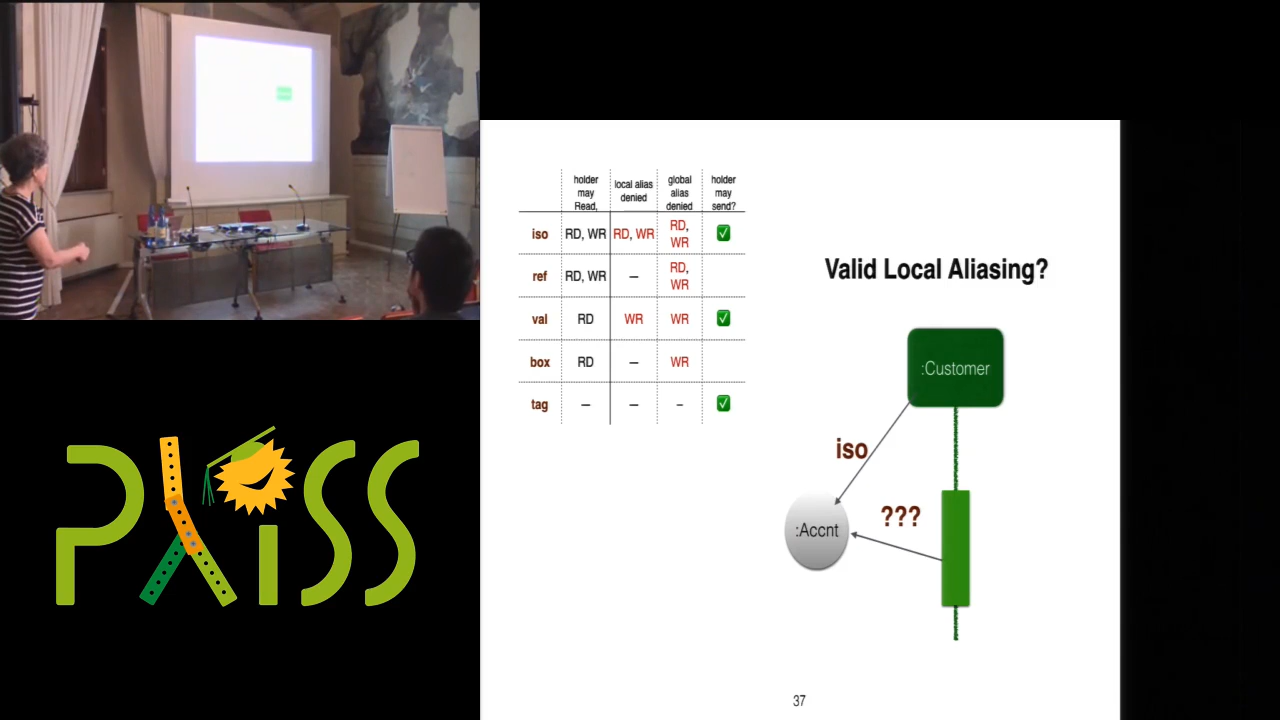 holder may Read,
local alias denied
global alias denied
holder may send?
iso RD, WR RD, WR RD, WR ✅
ref RD, WR — RD, WR
val RD WR WR ✅
box RD — WR
tag — — – ✅
Valid Local Aliasing?
:Customer
iso
???
:Accnt
PLISS
37